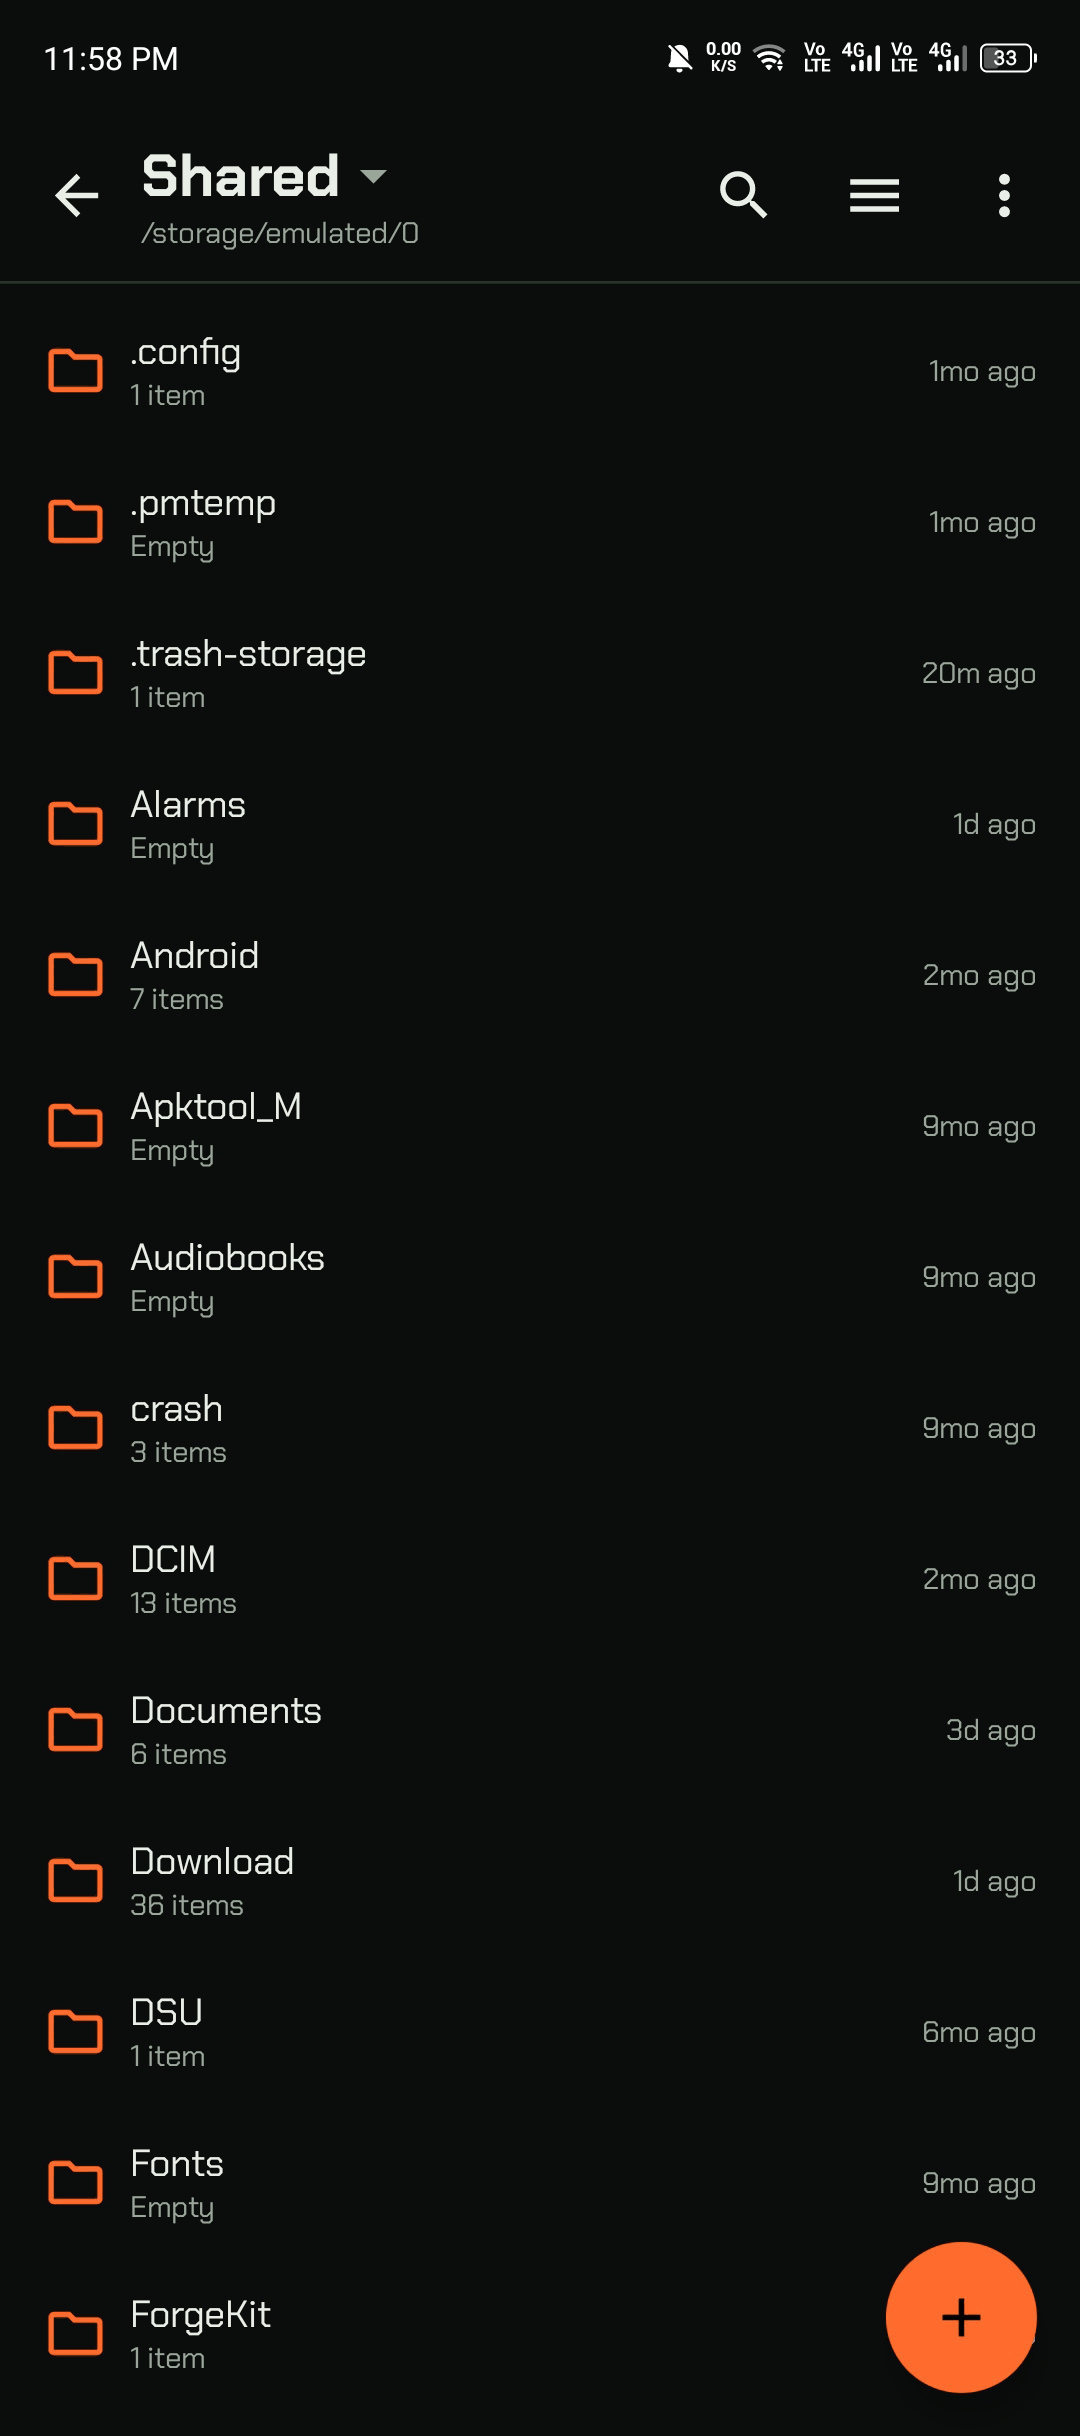 11:58 PM
0.00 K/S
Vo LTE 4G Vo LTE 4G 33
Shared
/storage/emulated/0
.config
1 item
1mo ago
.pmtemp
Empty
1mo ago
.trash-storage
1 item
20m ago
Alarms
Empty
1d ago
Android
7 items
2mo ago
Apktool_M
Empty
9mo ago
Audiobooks
Empty
9mo ago
crash
3 items
9mo ago
DCIM
13 items
2mo ago
Documents
6 items
3d ago
Download
36 items
1d ago
DSU
1 item
6mo ago
Fonts
Empty
9mo ago
ForgeKit
1 item